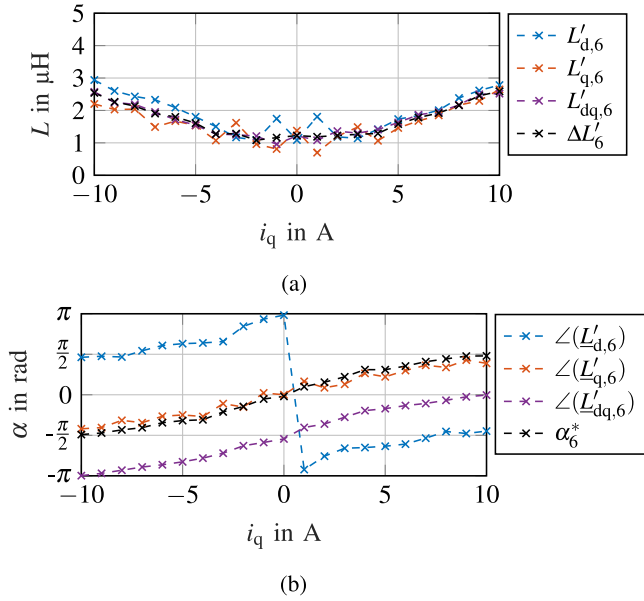 5
4
3
2
1
0
L in μH
−10
−5
0
5
10
i_q in A
L′_d,6
L′_q,6
L′_dq,6
ΔL′_6
(a)
π
π/2
0
-π/2
-π
α in rad
−10
−5
0
5
10
i_q in A
∠(L′_d,6)
∠(L′_q,6)
∠(L′_dq,6)
α*_6
(b)